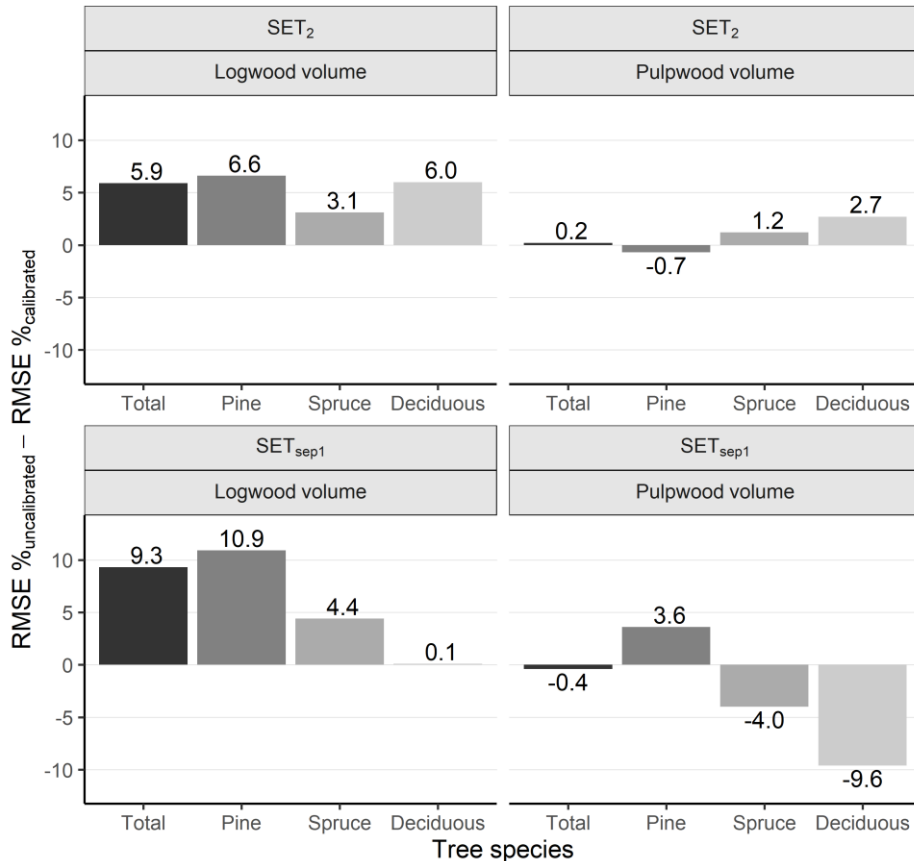 SET2 SET2
Logwood volume Pulpwood volume
RMSE %uncalibrated − RMSE %calibrated
10
5
0
-5
-10
5.9 6.6 3.1 6.0
0.2 -0.7 1.2 2.7
Total Pine Spruce Deciduous Total Pine Spruce Deciduous
SETsep1 SETsep1
Logwood volume Pulpwood volume
10
5
0
-5
-10
9.3 10.9 4.4 0.1
-0.4 3.6 -4.0 -9.6
Total Pine Spruce Deciduous Total Pine Spruce Deciduous
Tree species